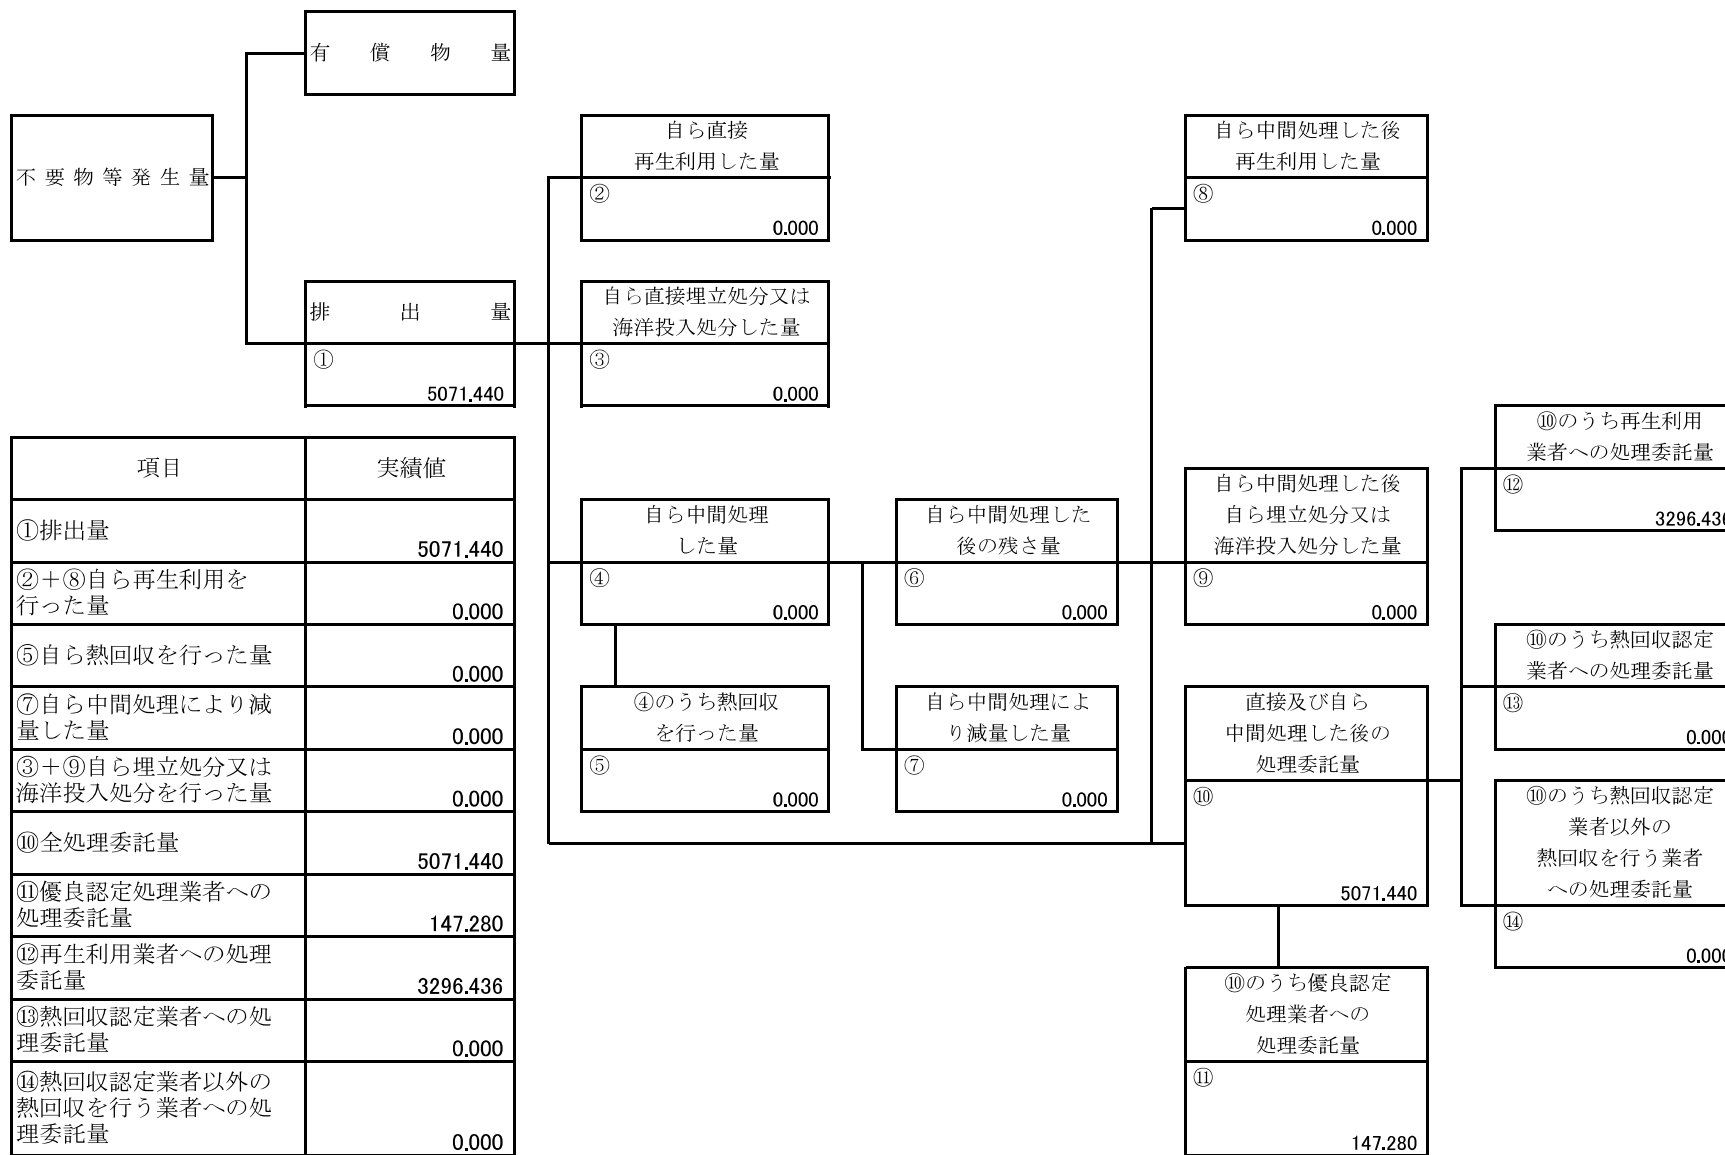 有償物量
不要物等発生量
排出量
①
5071.440
自ら直接
再生利用した量
②
0.000
自ら直接埋立処分又は
海洋投入処分した量
③
0.000
自ら中間処理
した量
④
0.000
④のうち熱回収
を行った量
⑤
0.000
自ら中間処理した
後の残さ量
⑥
0.000
自ら中間処理によ
り減量した量
⑦
0.000
自ら中間処理した後
再生利用した量
⑧
0.000
自ら中間処理した後
自ら埋立処分又は
海洋投入処分した量
⑨
0.000
直接及び自ら
中間処理した後の
処理委託量
⑩
5071.440
⑩のうち優良認定
処理業者への
処理委託量
⑪
147.280
⑩のうち再生利用
業者への処理委託量
⑫
3296.436
⑩のうち熱回収認定
業者への処理委託量
⑬
0.000
⑩のうち熱回収認定
業者以外の
熱回収を行う業者
への処理委託量
⑭
0.000
項目 実績値
①排出量
5071.440
②＋⑧自ら再生利用を
行った量
0.000
⑤自ら熱回収を行った量
0.000
⑦自ら中間処理により減
量した量
0.000
③＋⑨自ら埋立処分又は
海洋投入処分を行った量
0.000
⑩全処理委託量
5071.440
⑪優良認定処理業者への
処理委託量
147.280
⑫再生利用業者への処理
委託量
3296.436
⑬熱回収認定業者への処
理委託量
0.000
⑭熱回収認定業者以外の
熱回収を行う業者への処
理委託量
0.000